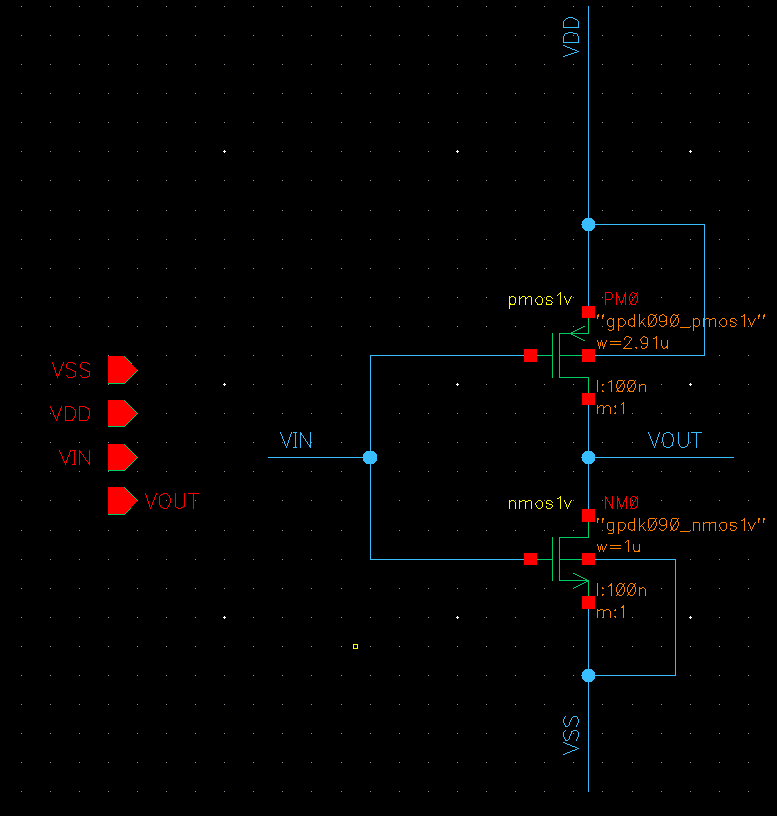 VDD
pmos1v
PM0
"gpdk090_pmos1v"
w=2.91u
l:100n
m:1
VSS
VDD
VIN
VOUT
VIN
VOUT
nmos1v
NM0
"gpdk090_nmos1v"
w=1u
l:100n
m:1
VSS